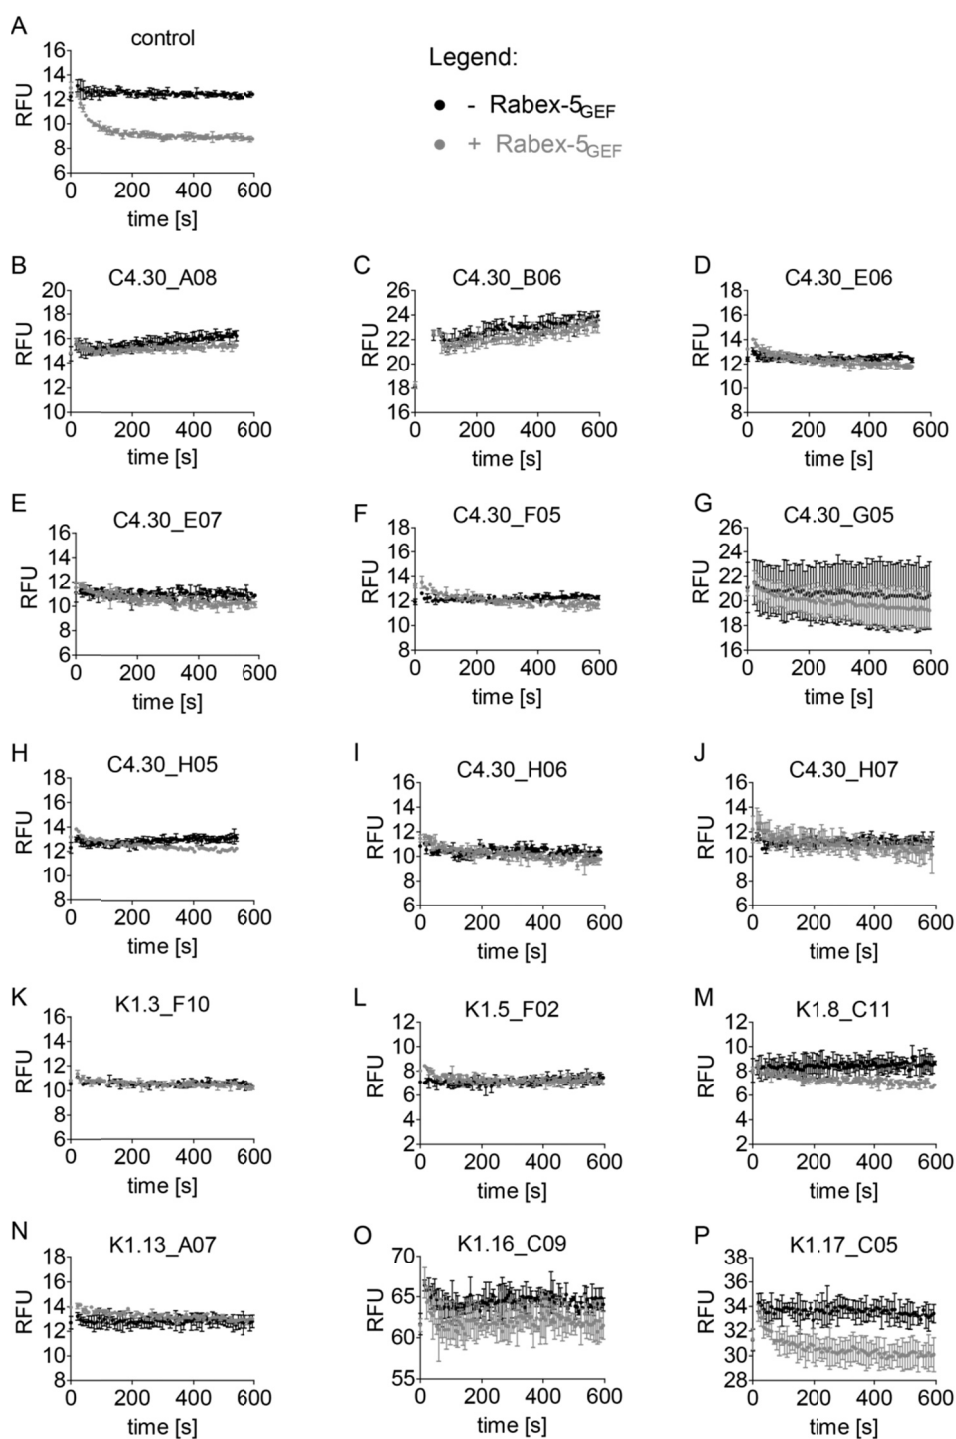 A
control
16
14
12
10
8
6
RFU
0 200 400 600
time [s]
Legend:
- Rabex-5GEF
+ Rabex-5GEF
B
C4.30_A08
20
18
16
14
12
10
RFU
0 200 400 600
time [s]
C
C4.30_B06
26
24
22
20
18
16
RFU
0 200 400 600
time [s]
D
C4.30_E06
18
16
14
12
10
8
RFU
0 200 400 600
time [s]
E
C4.30_E07
16
14
12
10
8
6
RFU
0 200 400 600
time [s]
F
C4.30_F05
18
16
14
12
10
8
RFU
0 200 400 600
time [s]
G
C4.30_G05
26
24
22
20
18
16
RFU
0 200 400 600
time [s]
H
C4.30_H05
18
16
14
12
10
8
RFU
0 200 400 600
time [s]
I
C4.30_H06
16
14
12
10
8
6
RFU
0 200 400 600
time [s]
J
C4.30_H07
16
14
12
10
8
6
RFU
0 200 400 600
time [s]
K
K1.3_F10
16
14
12
10
8
6
RFU
0 200 400 600
time [s]
L
K1.5_F02
12
10
8
6
4
2
RFU
0 200 400 600
time [s]
M
K1.8_C11
12
10
8
6
4
2
RFU
0 200 400 600
time [s]
N
K1.13_A07
18
16
14
12
10
8
RFU
0 200 400 600
time [s]
O
K1.16_C09
70
65
60
55
RFU
0 200 400 600
time [s]
P
K1.17_C05
38
36
34
32
30
28
RFU
0 200 400 600
time [s]